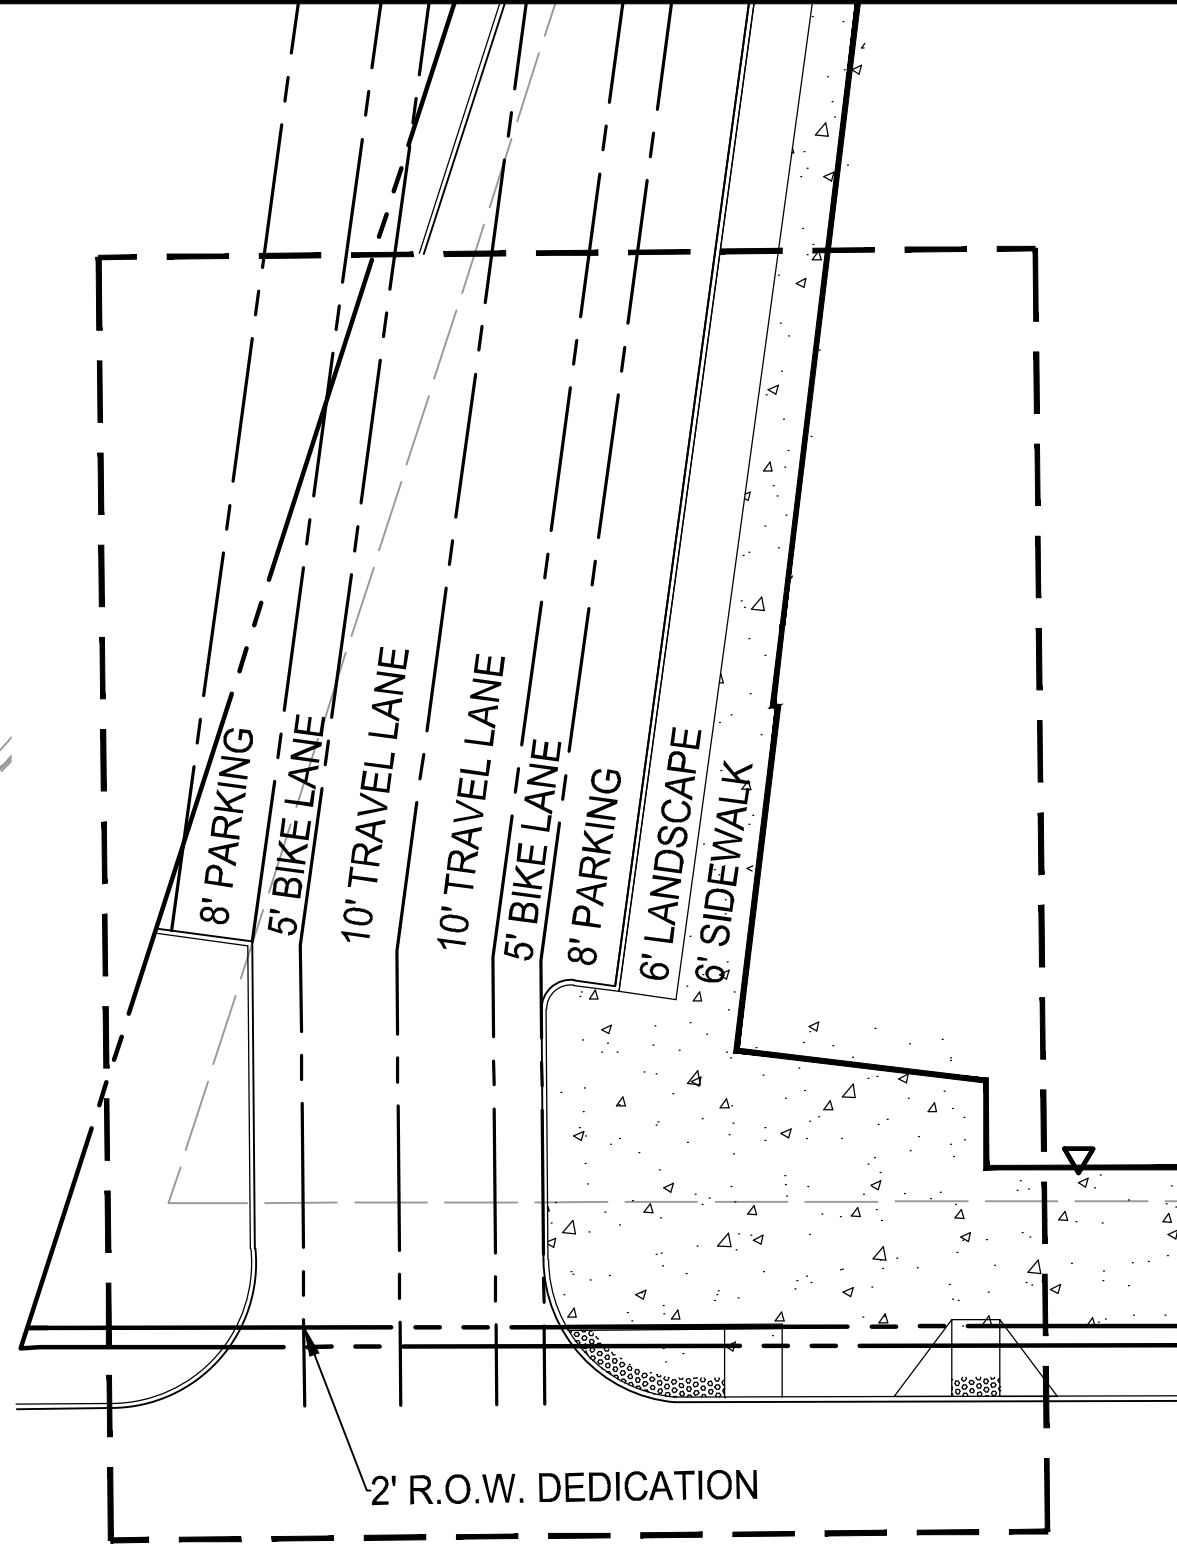 8' PARKING
5' BIKE LANE
10' TRAVEL LANE
10' TRAVEL LANE
5' BIKE LANE
8' PARKING
6' LANDSCAPE
6' SIDEWALK
2' R.O.W. DEDICATION